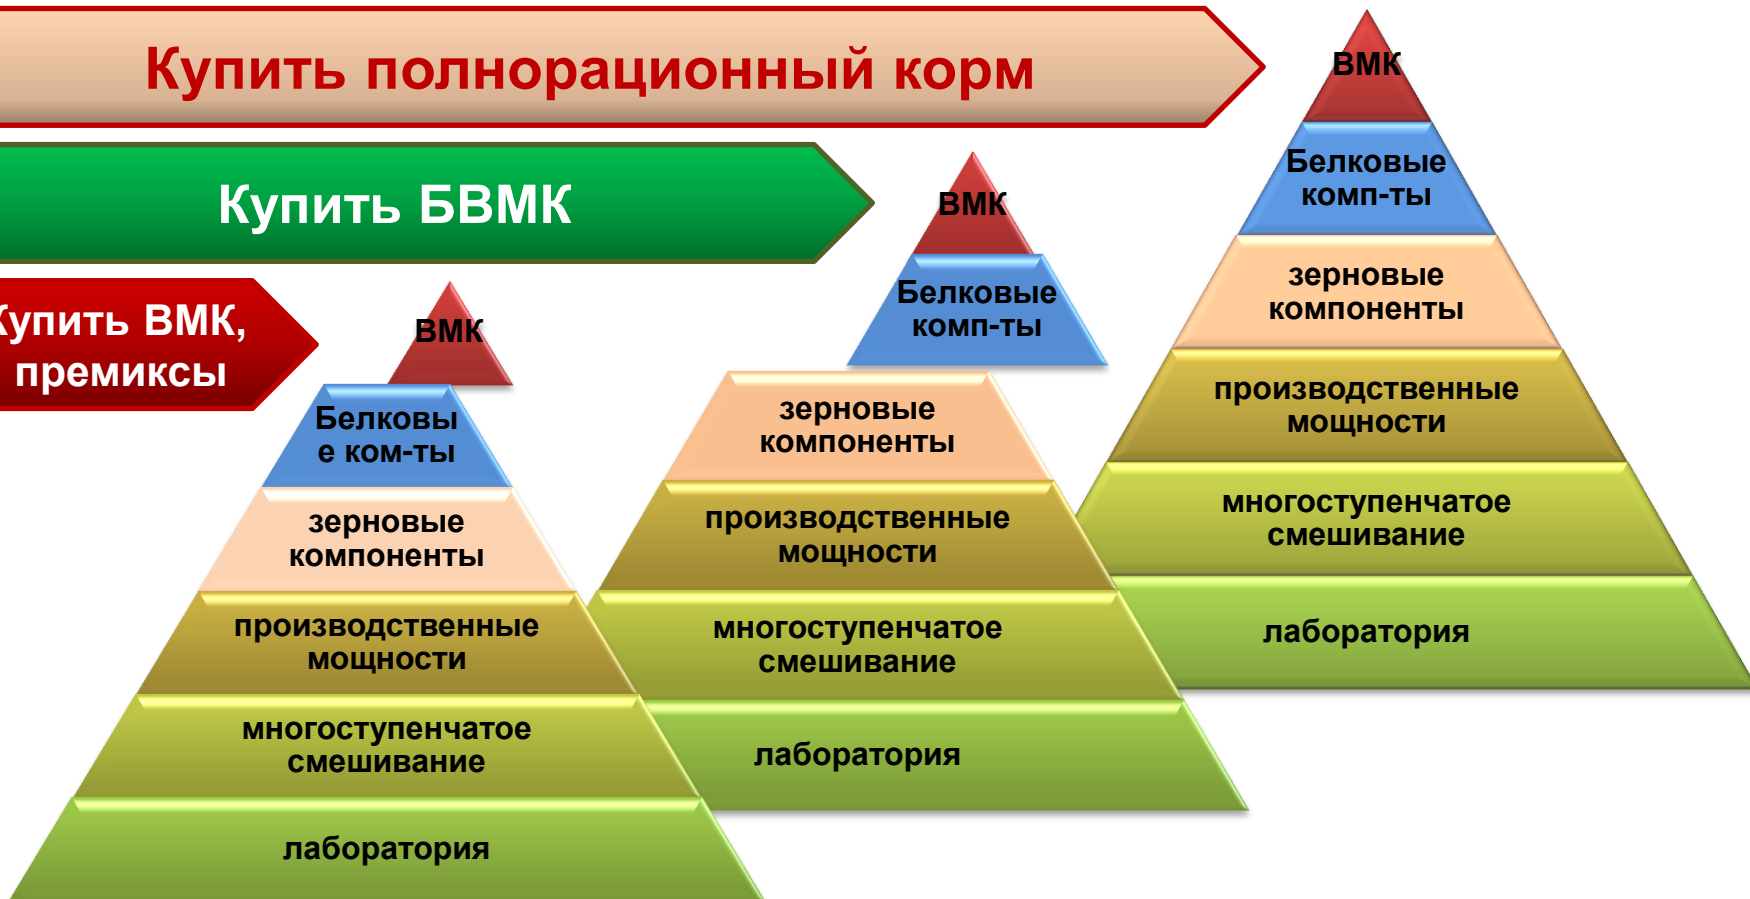 Купить полнорационный корм
Купить БВМК
Купить ВМК,
премиксы
ВМК
Белковы
е ком-ты
зерновые
компоненты
производственные
мощности
многоступенчатое
смешивание
лаборатория
ВМК
Белковые
комп-ты
зерновые
компоненты
производственные
мощности
многоступенчатое
смешивание
лаборатория
ВМК
Белковые
комп-ты
зерновые
компоненты
производственные
мощности
многоступенчатое
смешивание
лаборатория